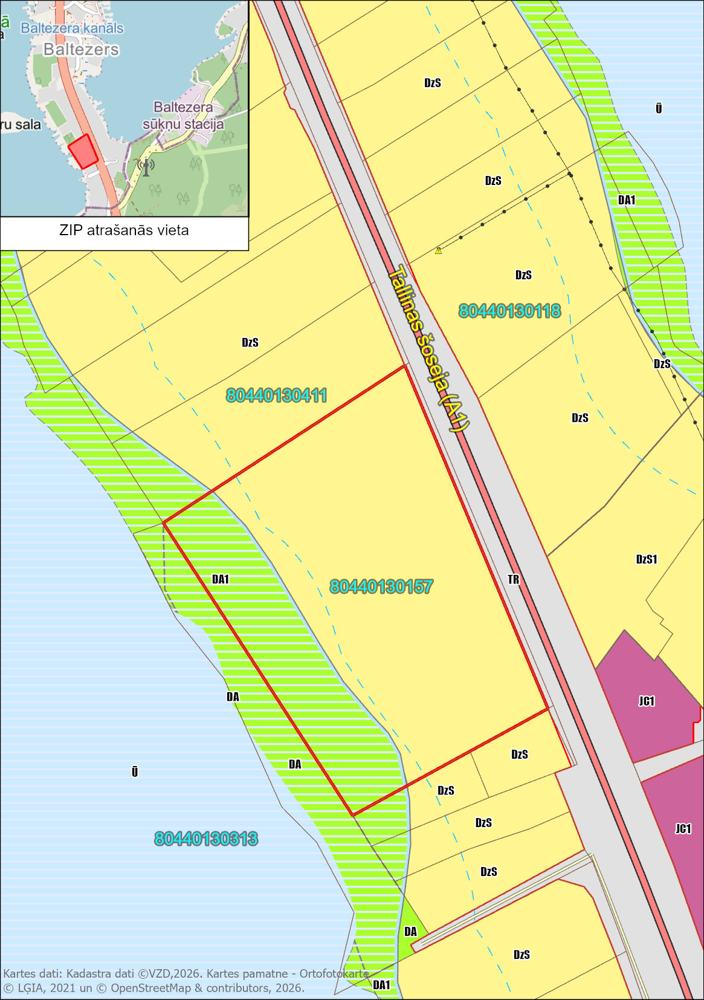 ā
a
Baltezera kanāls
Baltezers
Baltezera
sūkņu stacija
ru sala
ZIP atrašanās vieta
DzS
Ū
DzS
DA1
DzS
Tallinas šoseja (A1)
80440130118
DzS
DzS
80440130411
DzS
DzS1
DA1
80440130157
TR
DA
JC1
DA
DzS
Ū
DzS
DzS
JC1
80440130313
DzS
DA
DzS
DA1
Kartes dati: Kadastra dati ©VZD,2026. Kartes pamatne - Ortofotokarte
© LĢIA, 2021 un © OpenStreetMap & contributors, 2026.